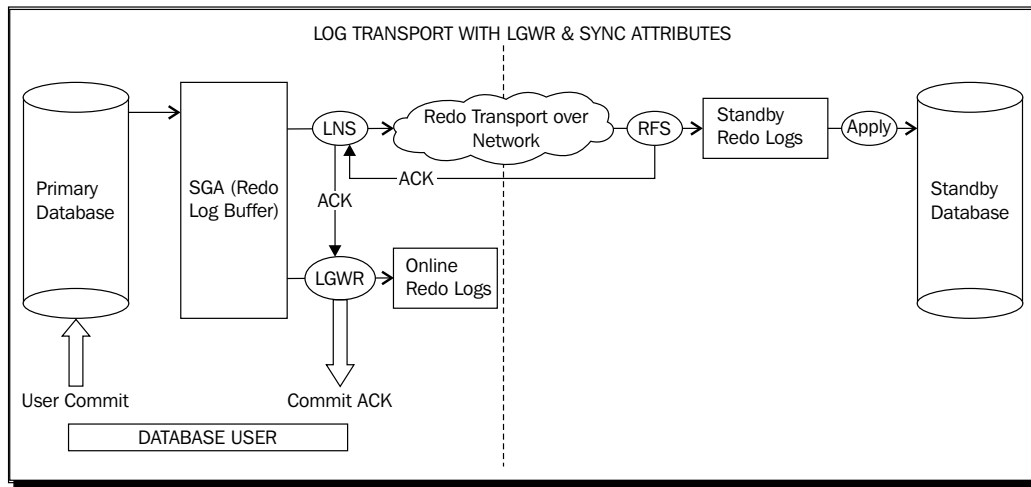 LOG TRANSPORT WITH LGWR & SYNC ATTRIBUTES
Primary
Database
SGA (Redo
Log Buffer)
LNS
ACK
LGWR
Online
Redo Logs
Redo Transport over
Network
ACK
RFS
Standby
Redo Logs
Apply
Standby
Database
User Commit
Commit ACK
DATABASE USER